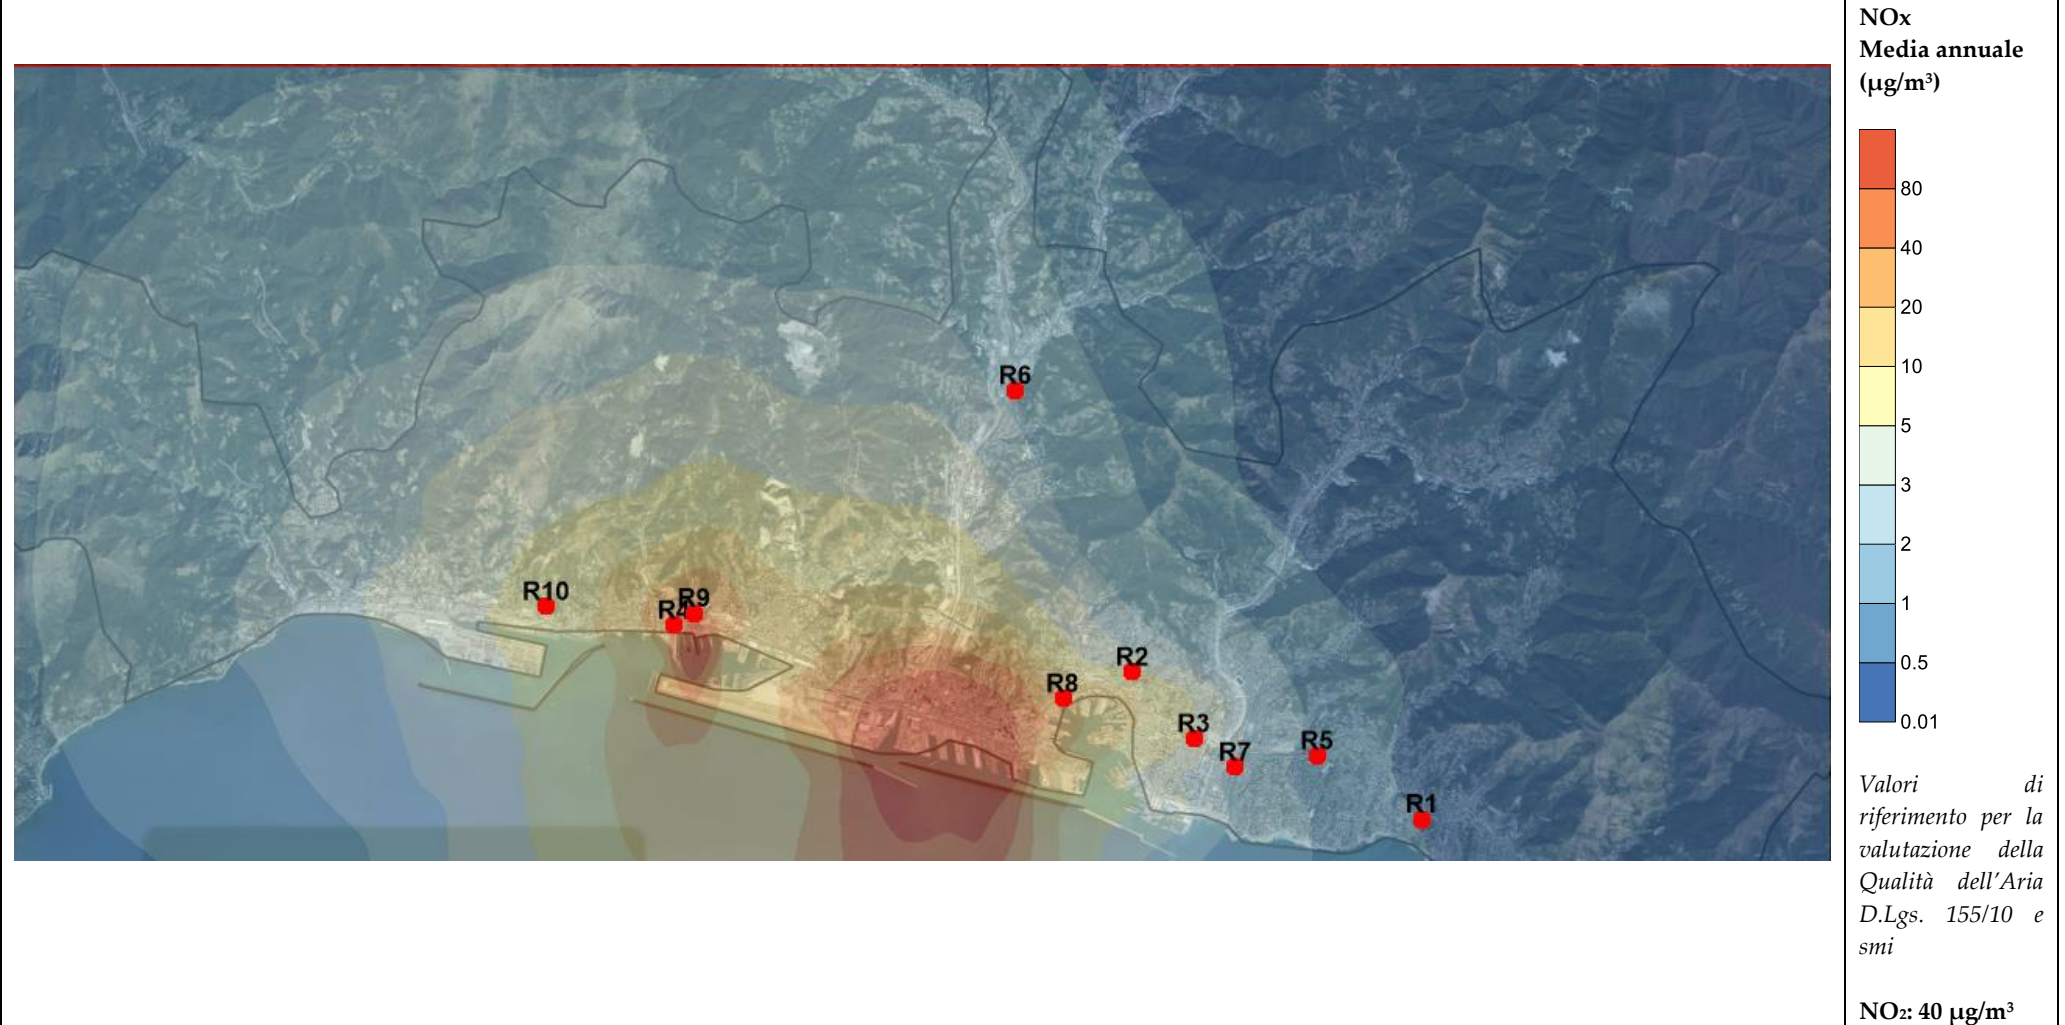 R6
R10
R9
R4
R2
R8
R3
R7
R5
R1
NOx
Media annuale
(µg/m³)
80
40
20
10
5
3
2
1
0.5
0.01
Valori di
riferimento per la
valutazione della
Qualità dell’Aria
D.Lgs. 155/10 e
smi
NO₂: 40 µg/m³